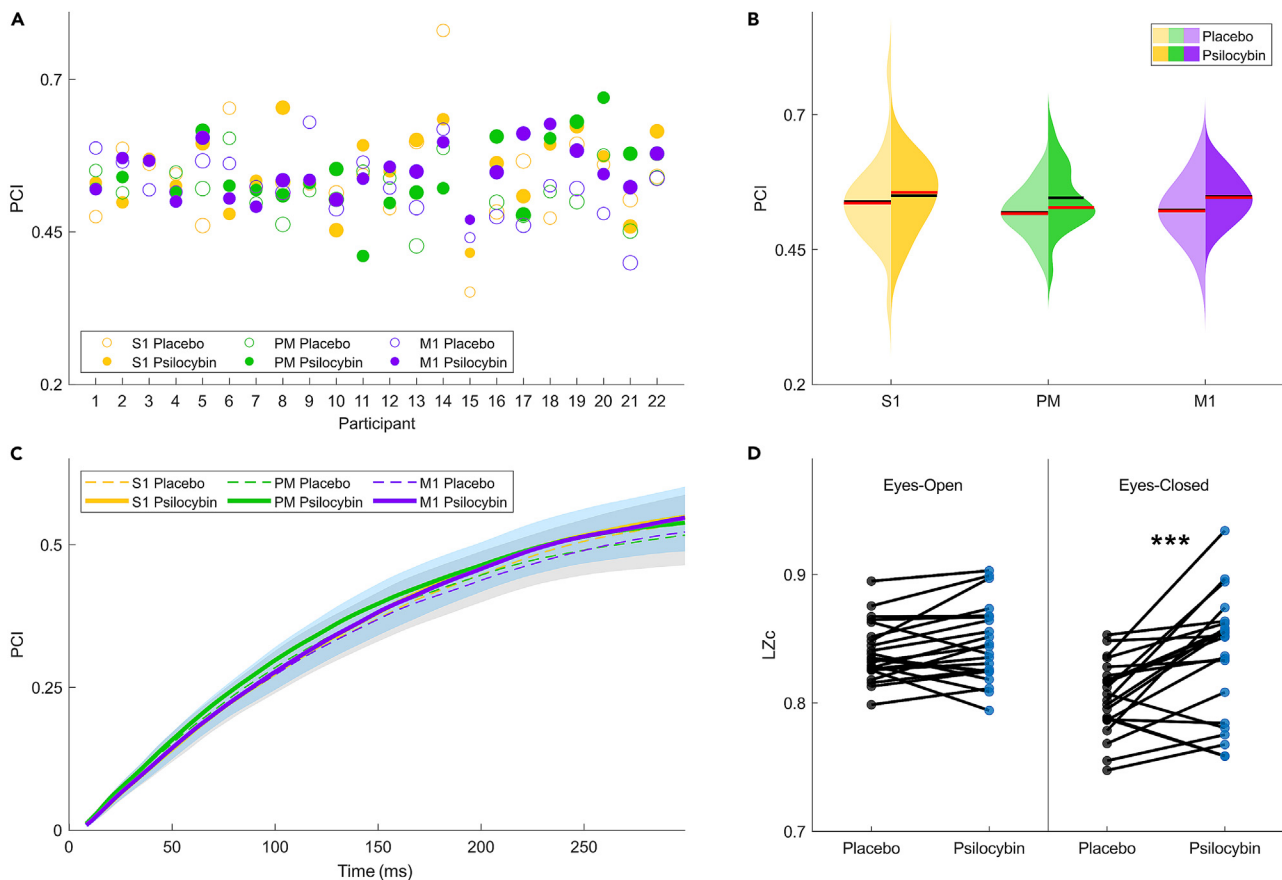 A
0.7
0.45
0.2
PCI
S1 Placebo PM Placebo M1 Placebo
S1 Psilocybin PM Psilocybin M1 Psilocybin
1 2 3 4 5 6 7 8 9 10 11 12 13 14 15 16 17 18 19 20 21 22
Participant
B
Placebo
Psilocybin
0.7
0.45
0.2
PCI
S1 PM M1
C
S1 Placebo PM Placebo M1 Placebo
S1 Psilocybin PM Psilocybin M1 Psilocybin
0.5
0.25
0
PCI
0 50 100 150 200 250
Time (ms)
D
Eyes-Open Eyes-Closed
***
0.9
0.8
0.7
LZc
Placebo Psilocybin Placebo Psilocybin